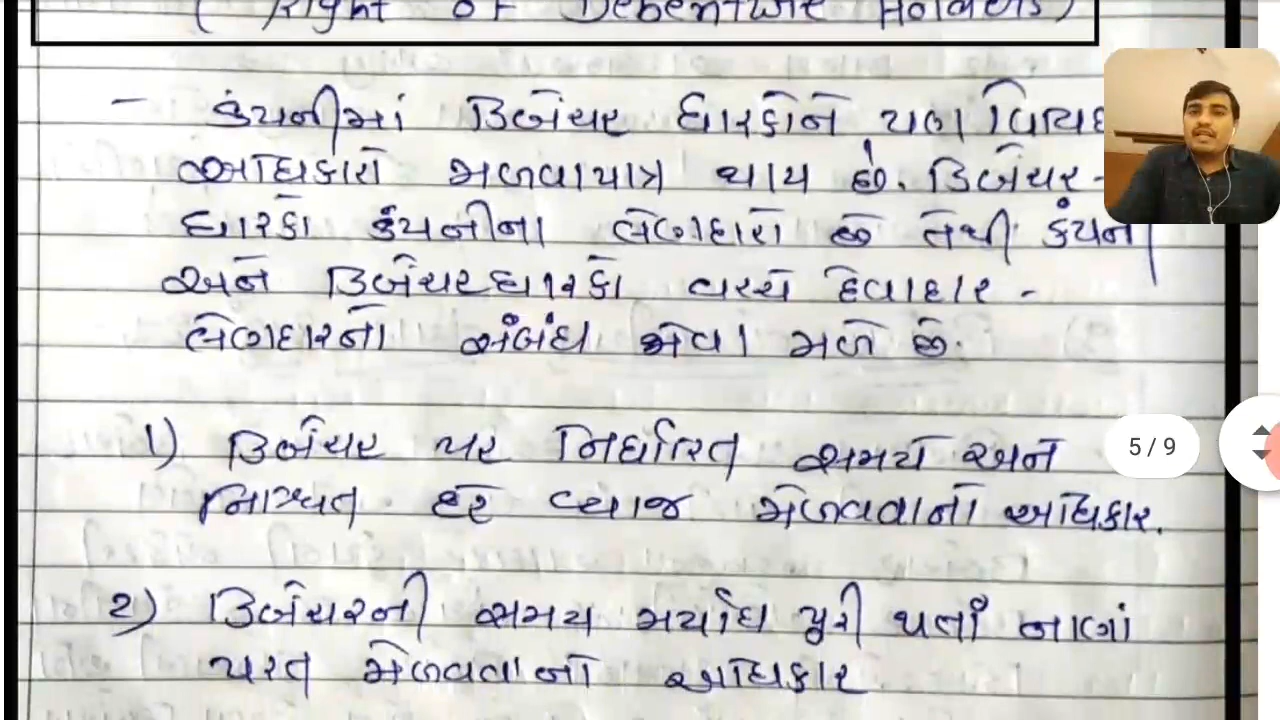 ( Right of Debenture Holders)
- કંપનીમાં ડિબેંચર ધારકોને પણ વિવિધ
અધિકારો મળવાપાત્ર થાય છે. ડિબેંચર-
ધારકો કંપનીના લેણદારો છે તેથી કંપની
અને ડિબેંચરધારકો વચ્ચે દેવાદાર -
લેણદારનો સંબંધ જોવા મળે છે.
1) ડિબેંચર પર નિર્ધારિત સમયે અને
નિશ્ચિત દરે વ્યાજ મેળવવાનો અધિકાર.
5 / 9
૨) ડિબેંચરની સમય મર્યાદા પુરી થતાં નાણાં
પરત મેળવવાનો અધિકાર